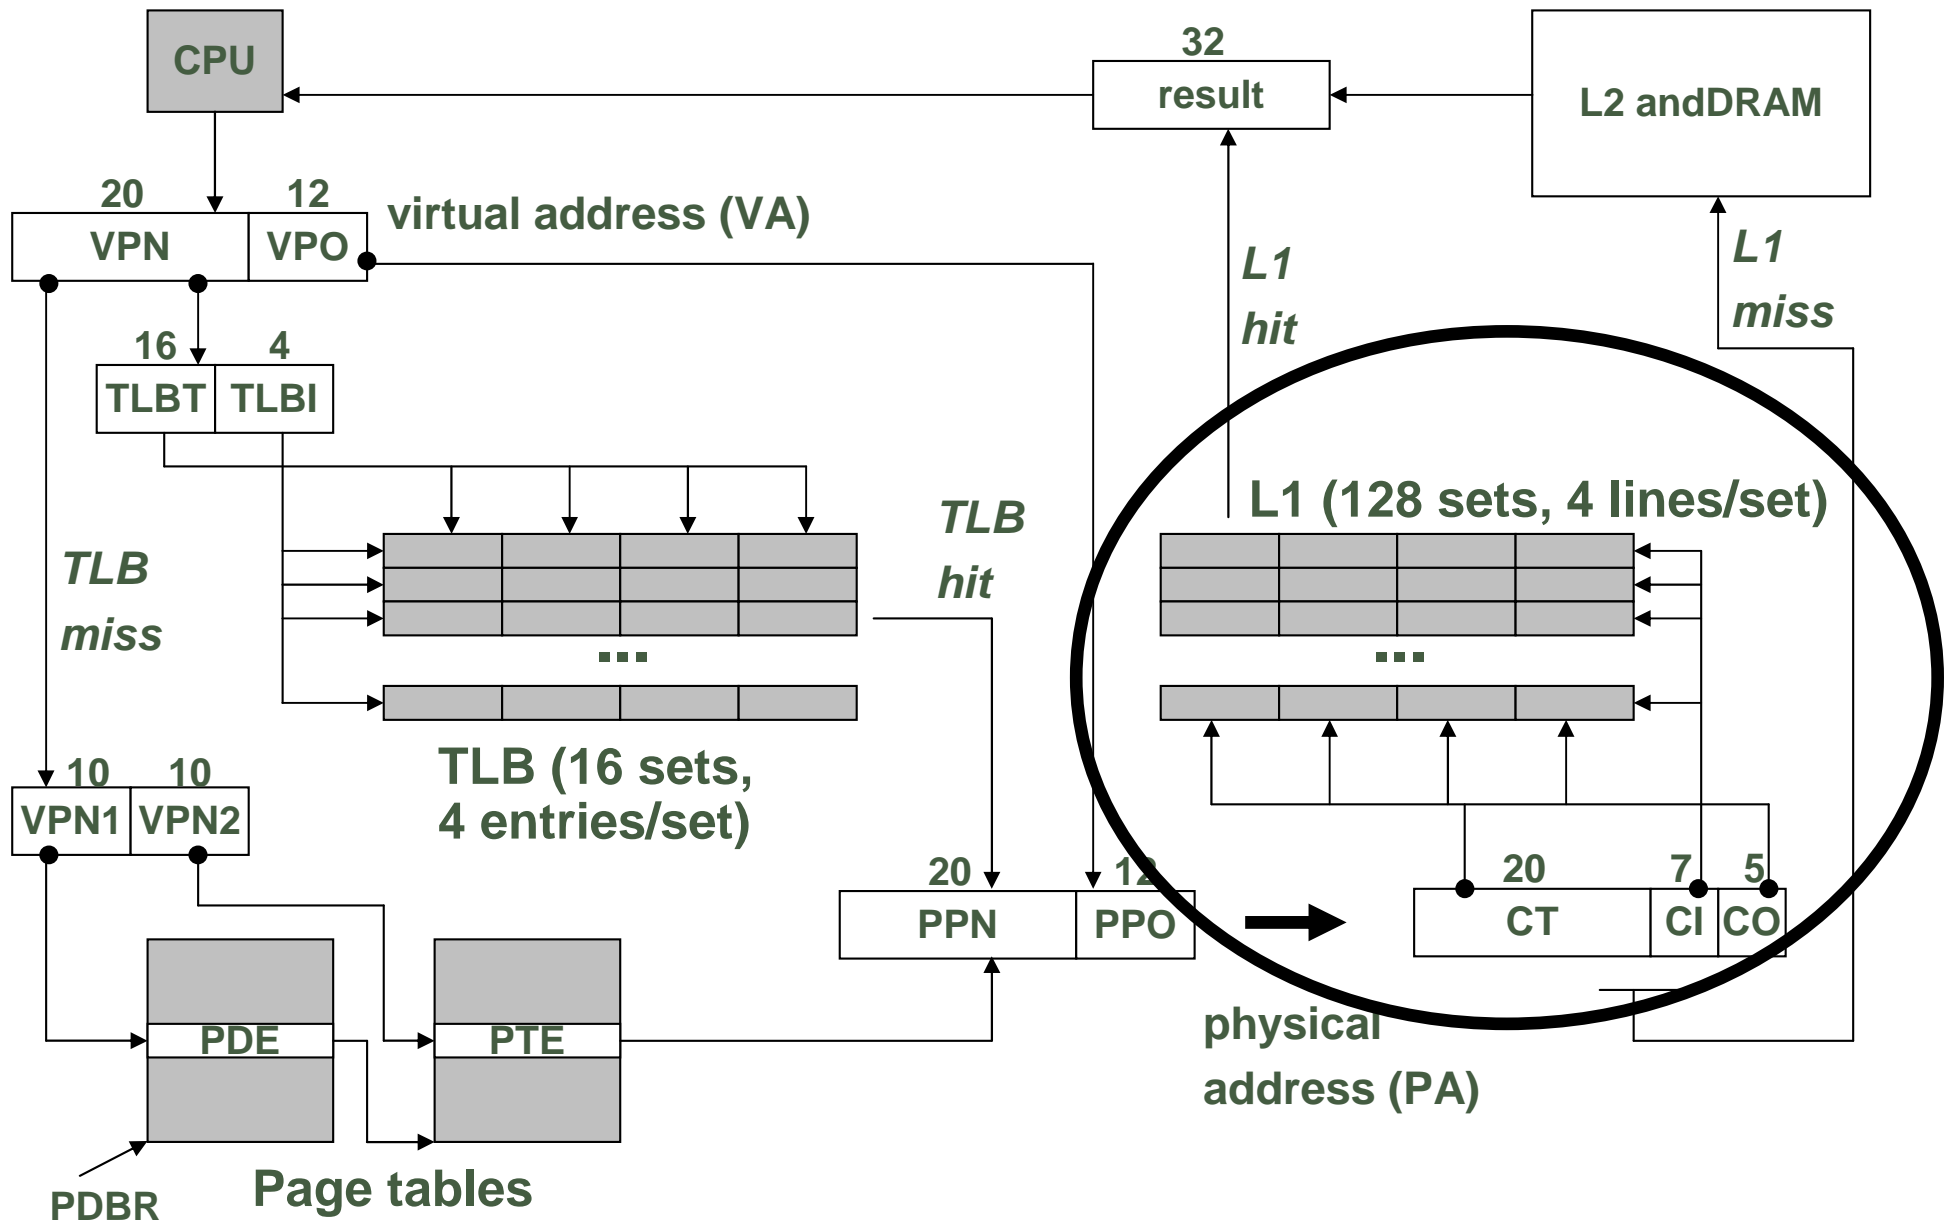 CPU
32
result
L2 andDRAM
20
12
VPN
VPO
virtual address (VA)
L1
hit
L1
miss
16
4
TLBT
TLBI
TLB
miss
TLB
hit
L1 (128 sets, 4 lines/set)
...
...
TLB (16 sets,
4 entries/set)
10
10
VPN1
VPN2
20
12
PPN
PPO
20
7
5
CT
CI
CO
PDE
PTE
physical
address (PA)
Page tables
PDBR